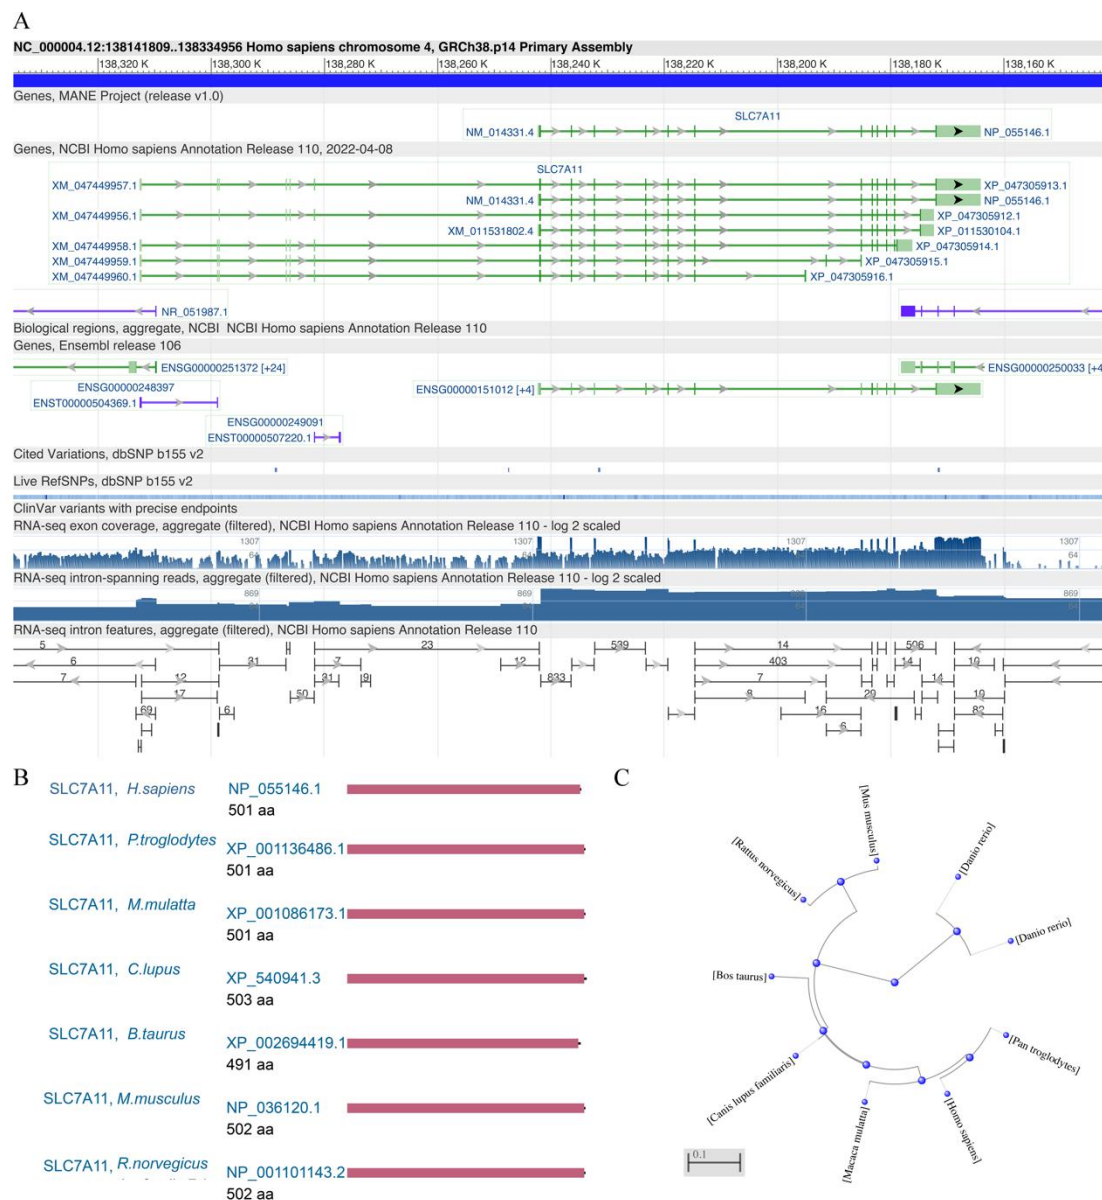 A
NC_000004.12:138141809..138334956 Homo sapiens chromosome 4, GRCh38.p14 Primary Assembly
138,320 K 138,300 K 138,280 K 138,260 K 138,240 K 138,220 K 138,200 K 138,180 K 138,160 K
Genes, MANE Project (release v1.0)
SLC7A11
NM_014331.4 NP_055146.1
Genes, NCBI Homo sapiens Annotation Release 110, 2022-04-08
SLC7A11
XM_047449957.1 XP_047305913.1
NM_014331.4 NP_055146.1
XM_047449956.1 XP_047305912.1
XM_011531802.4 XP_011530104.1
XM_047449958.1 XP_047305914.1
XM_047449959.1 XP_047305915.1
XM_047449960.1 XP_047305916.1
NR_051987.1
Biological regions, aggregate, NCBI NCBI Homo sapiens Annotation Release 110
Genes, Ensembl release 106
ENSG00000251372 [+24] ENSG00000250033 [+4
ENSG00000248397 ENSG00000151012 [+4]
ENST00000504369.1
ENSG00000249091
ENST00000507220.1
Cited Variations, dbSNP b155 v2
Live RefSNPs, dbSNP b155 v2
ClinVar variants with precise endpoints
RNA-seq exon coverage, aggregate (filtered), NCBI Homo sapiens Annotation Release 110 - log 2 scaled
1307 1307 1307 1307
64 64 64 64
RNA-seq intron-spanning reads, aggregate (filtered), NCBI Homo sapiens Annotation Release 110 - log 2 scaled
869 869 869
64 64
RNA-seq intron features, aggregate (filtered), NCBI Homo sapiens Annotation Release 110
5 23 539 14 506
6 31 7 12 403 14 10
7 12 31 9 833 7 14
17 50 8 20 10
69 6 16 82
6
B
SLC7A11, H.sapiens NP_055146.1
501 aa
SLC7A11, P.troglodytes XP_001136486.1
501 aa
SLC7A11, M.mulatta XP_001086173.1
501 aa
SLC7A11, C.lupus XP_540941.3
503 aa
SLC7A11, B.taurus XP_002694419.1
491 aa
SLC7A11, M.musculus NP_036120.1
502 aa
SLC7A11, R.norvegicus NP_001101143.2
502 aa
C
[Mus musculus]
[Danio rerio]
[Rattus norvegicus]
[Danio rerio]
[Bos taurus]
[Pan troglodytes]
[Canis lupus familiaris]
[Homo sapiens]
[Macaca mulatta]
0.1